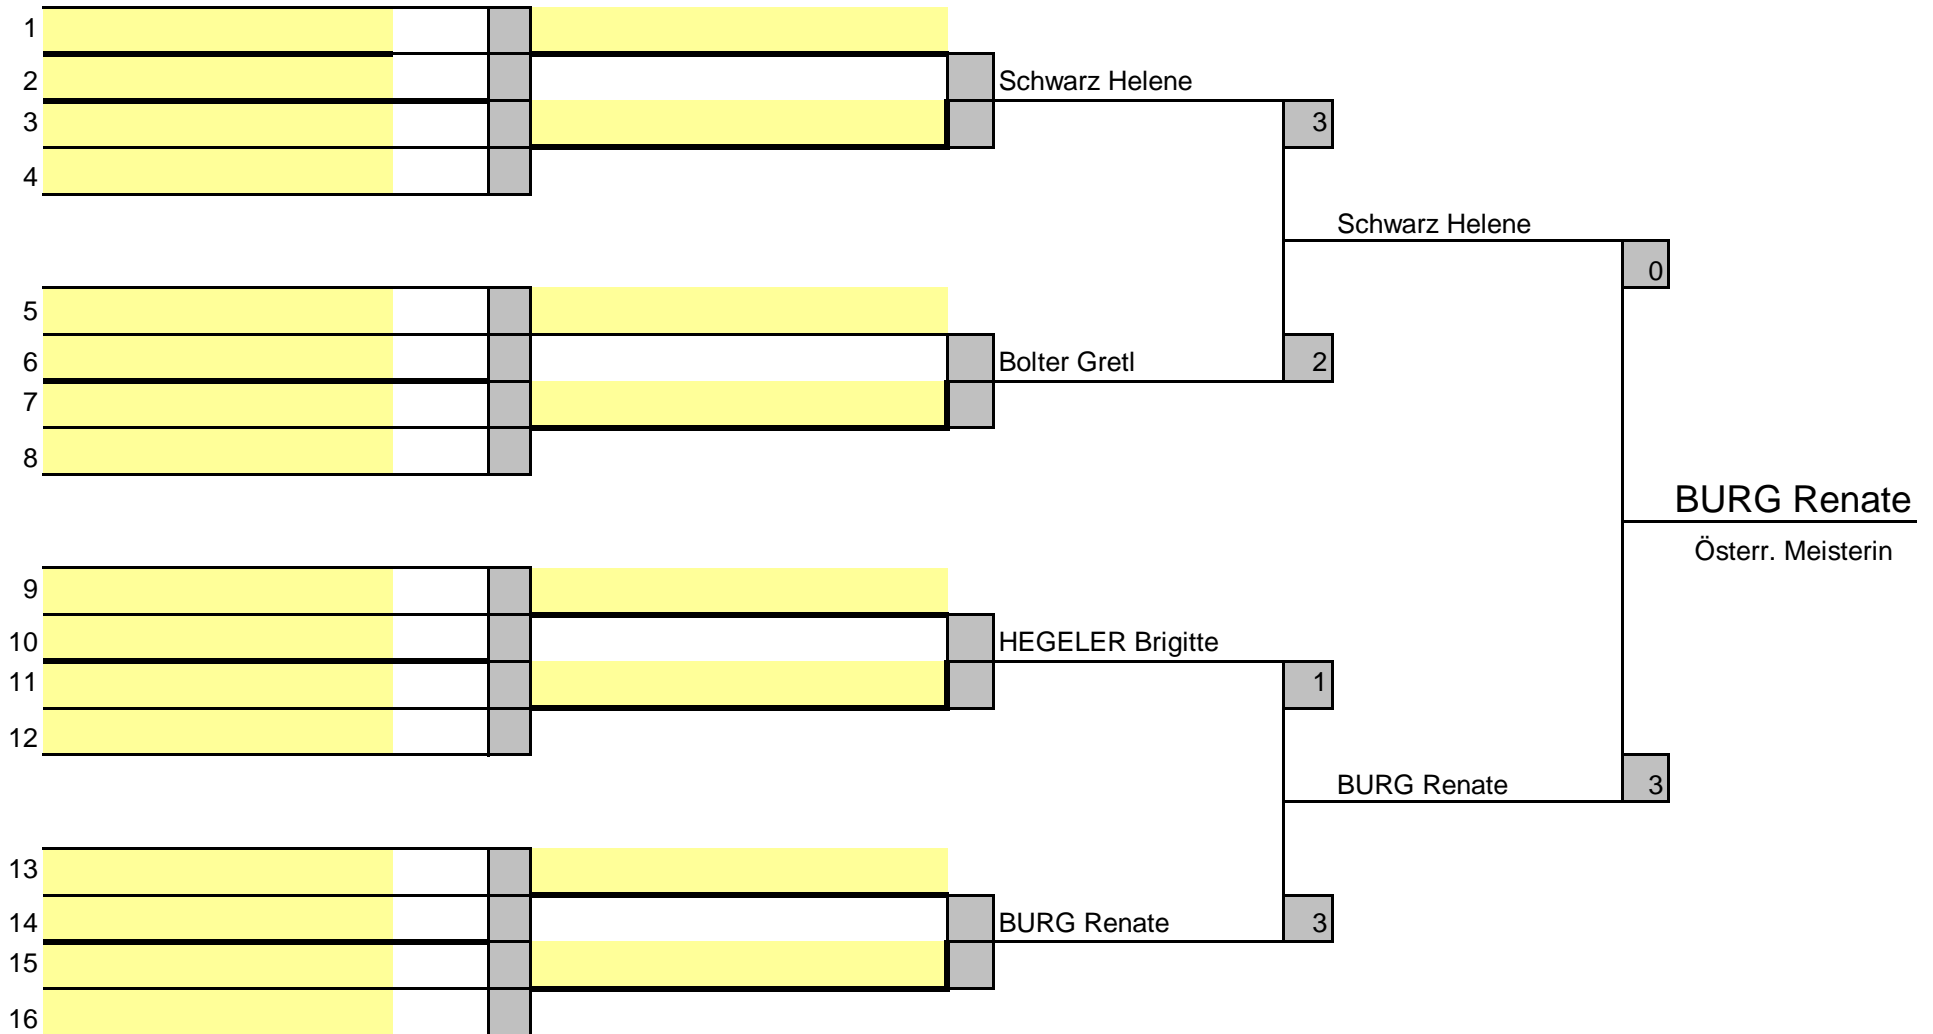 1
2
Schwarz Helene
3
3
4
Schwarz Helene
0
5
6
Bolter Gretl
2
7
8
BURG Renate
Österr. Meisterin
9
10
HEGELER Brigitte
11
1
12
BURG Renate
3
13
14
BURG Renate
3
15
16